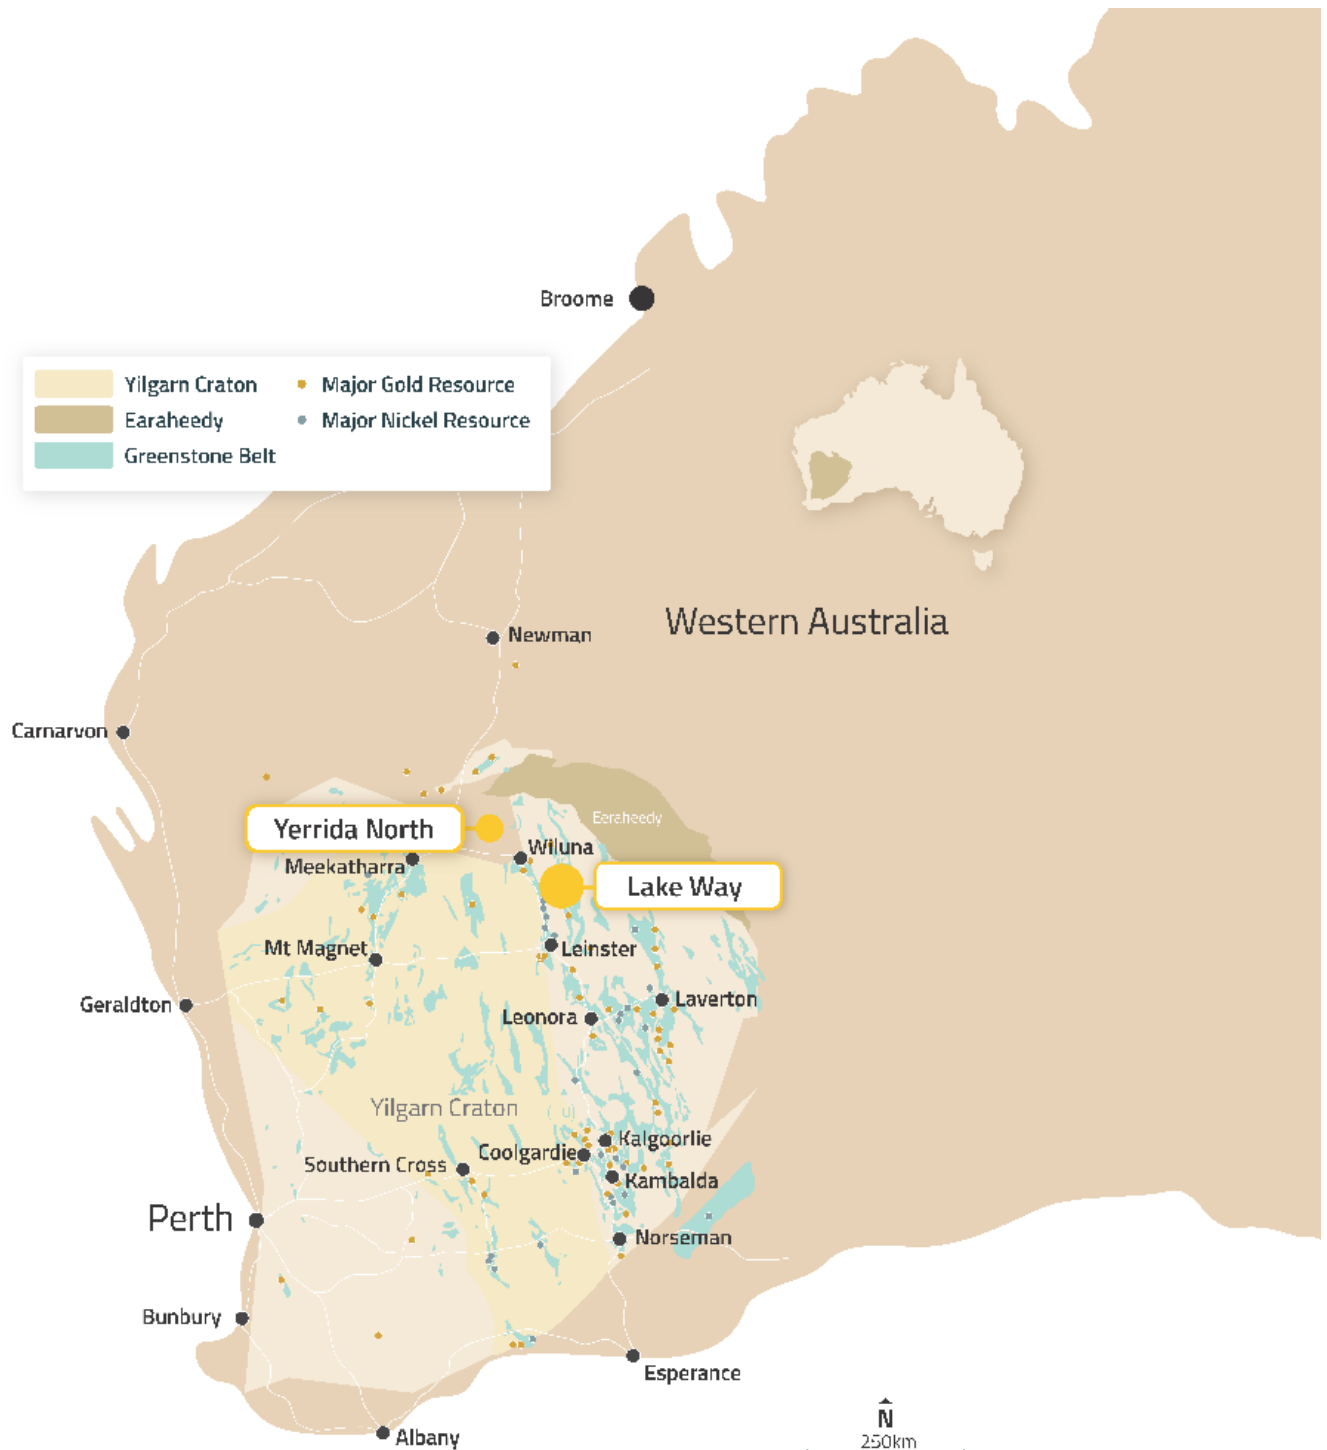 Broome
Yilgarn Craton
Major Gold Resource
Earaheedy
Major Nickel Resource
Greenstone Belt
Western Australia
Newman
Carnarvon
Eeraheedy
Yerrida North
Wiluna
Meekatharra
Lake Way
Mt Magnet
Leinster
Geraldton
Laverton
Leonora
Yilgarn Craton
Kalgoorlie
Coolgardie
Southern Cross
Kambalda
Perth
Norseman
Bunbury
Esperance
Albany
N
250km